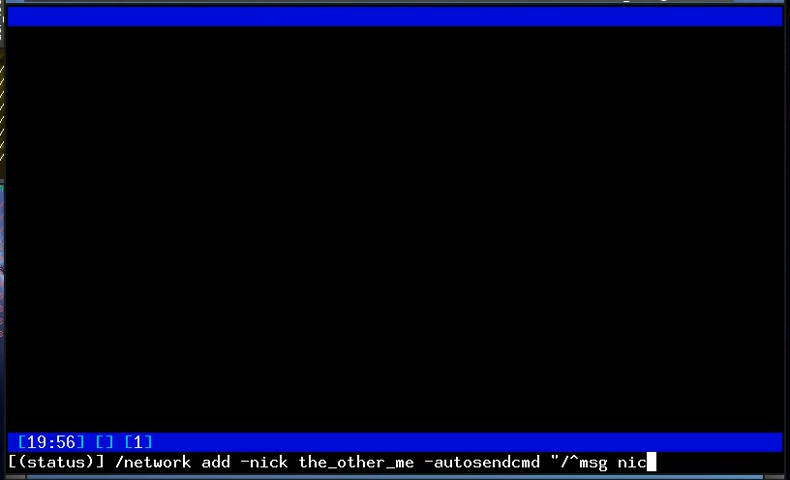 [19:56] [] [1]
[(status)] /network add -nick the_other_me -autosendcmd "/^msg nic